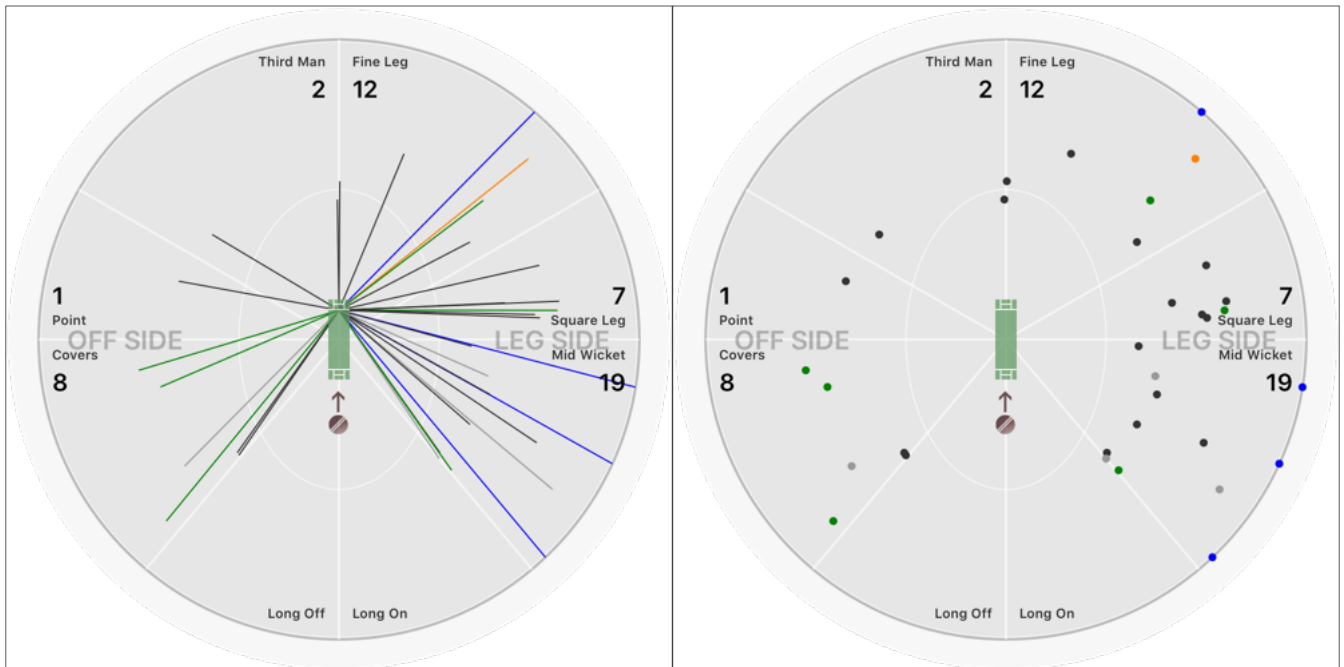 Third Man
Fine Leg
2
12
1
Point
OFF SIDE
Covers
8
7
Square Leg
LEG SIDE
Mid Wicket
19
Long Off
Long On
Third Man
Fine Leg
2
12
1
Point
OFF SIDE
Covers
8
7
Square Leg
LEG SIDE
Mid Wicket
19
Long Off
Long On